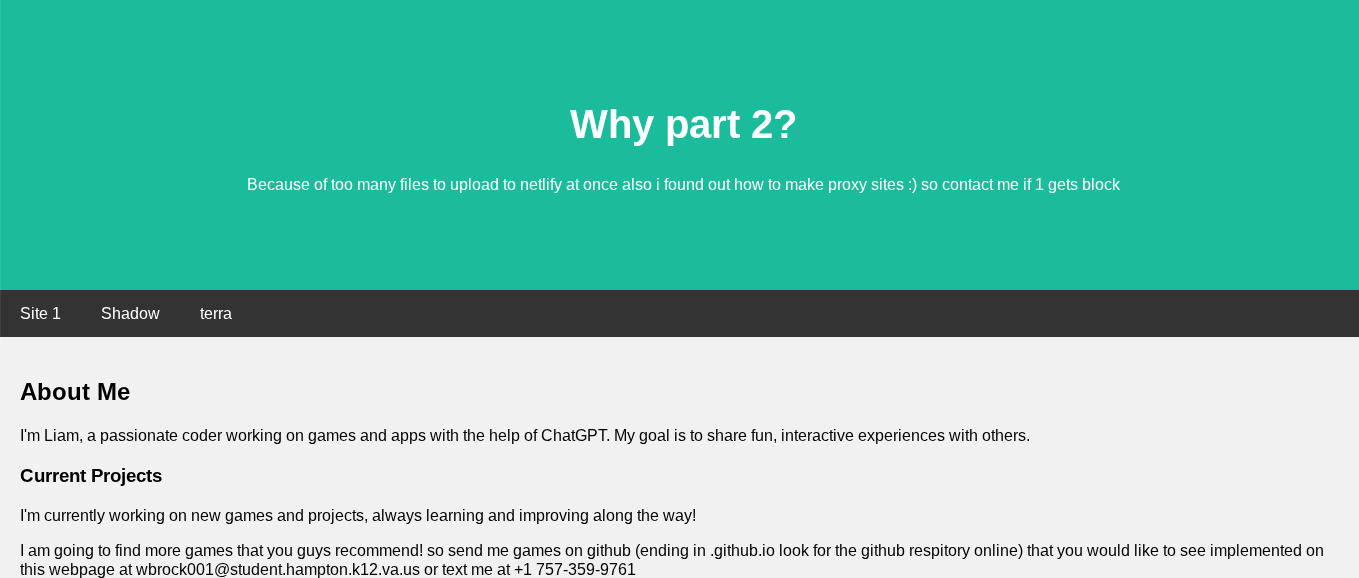 Why part 2?
Because of too many files to upload to netlify at once also i found out how to make proxy sites :) so contact me if 1 gets block
Site 1 Shadow terra
About Me
I'm Liam, a passionate coder working on games and apps with the help of ChatGPT. My goal is to share fun, interactive experiences with others.
Current Projects
I'm currently working on new games and projects, always learning and improving along the way!
I am going to find more games that you guys recommend! so send me games on github (ending in .github.io look for the github respitory online) that you would like to see implemented on
this webpage at wbrock001@student.hampton.k12.va.us or text me at +1 757-359-9761